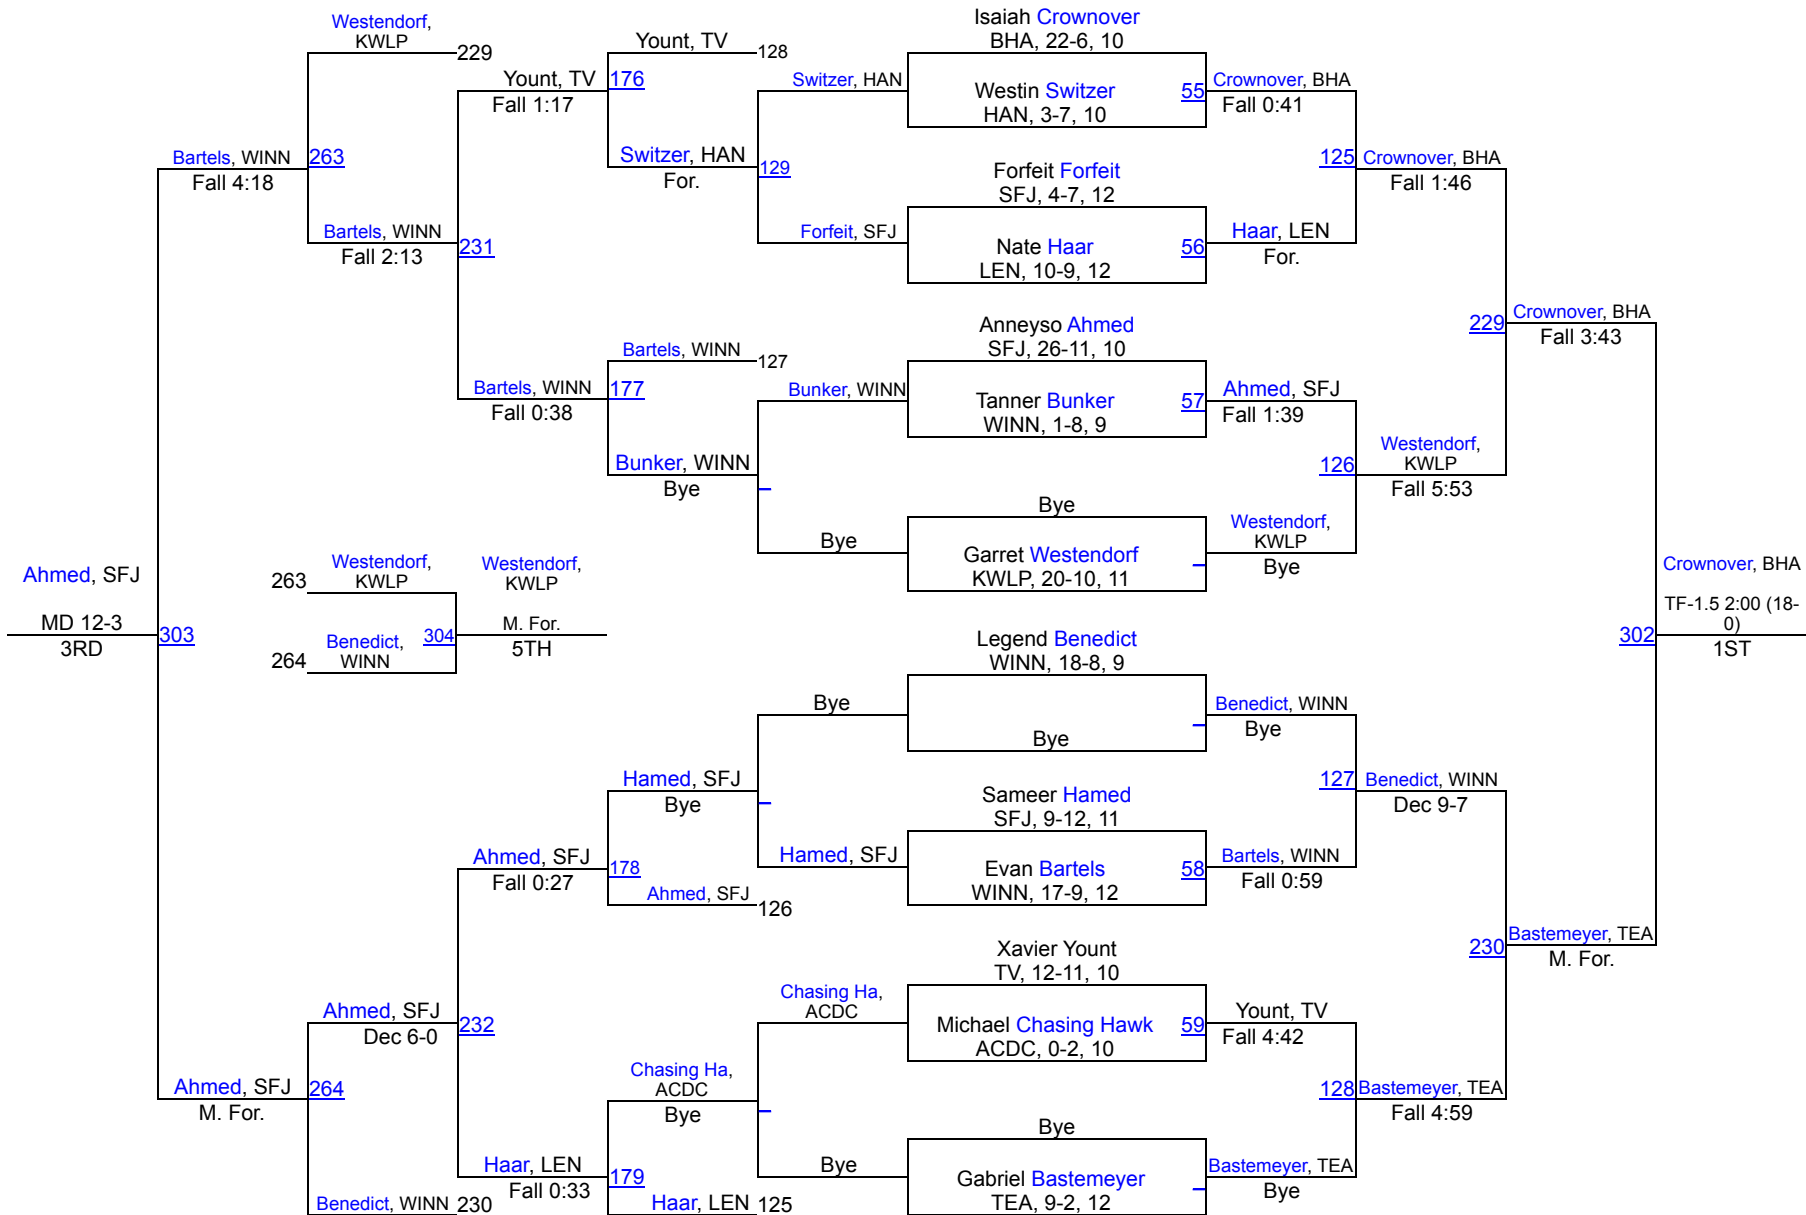 Westendorf,
KWLP
229
Yount, TV
Fall 1:17
176
Yount, TV
128
Switzer, HAN
For.
129
Switzer, HAN
Forfeit, SFJ
Bartels, WINN
Fall 4:18
263
Bartels, WINN
Fall 2:13
231
Bartels, WINN
Fall 0:38
177
Bartels, WINN
127
Bunker, WINN
Bye
Bunker, WINN
Bye
Isaiah Crownover
BHA, 22-6, 10
Westin Switzer
HAN, 3-7, 10
55
Crownover, BHA
Fall 0:41
Forfeit Forfeit
SFJ, 4-7, 12
Nate Haar
LEN, 10-9, 12
56
Haar, LEN
For.
125
Crownover, BHA
Fall 1:46
Anneyso Ahmed
SFJ, 26-11, 10
Tanner Bunker
WINN, 1-8, 9
57
Ahmed, SFJ
Fall 1:39
Bye
Garret Westendorf
KWLP, 20-10, 11
Westendorf,
KWLP
Bye
126
Westendorf,
KWLP
Fall 5:53
229
Crownover, BHA
Fall 3:43
Ahmed, SFJ
MD 12-3
3RD
303
263
Westendorf,
KWLP
264
Benedict,
WINN
304
Westendorf,
KWLP
M. For.
5TH
302
Crownover, BHA
TF-1.5 2:00 (18-
0)
1ST
Legend Benedict
WINN, 18-8, 9
Bye
Benedict, WINN
Bye
Sameer Hamed
SFJ, 9-12, 11
Evan Bartels
WINN, 17-9, 12
58
Bartels, WINN
Fall 0:59
127
Benedict, WINN
Dec 9-7
Xavier Yount
TV, 12-11, 10
Michael Chasing Hawk
ACDC, 0-2, 10
59
Yount, TV
Fall 4:42
Bye
Gabriel Bastemeyer
TEA, 9-2, 12
Bastemeyer, TEA
Bye
128
Bastemeyer, TEA
Fall 4:59
230
Bastemeyer, TEA
M. For.
Bye
Hamed, SFJ
Bye
Hamed, SFJ
Ahmed, SFJ
Fall 0:27
178
Ahmed, SFJ
126
Ahmed, SFJ
Dec 6-0
232
Chasing Ha,
ACDC
Chasing Ha,
ACDC
Bye
Bye
Ahmed, SFJ
M. For.
264
Haar, LEN
Fall 0:33
179
Haar, LEN
125
Benedict, WINN
230